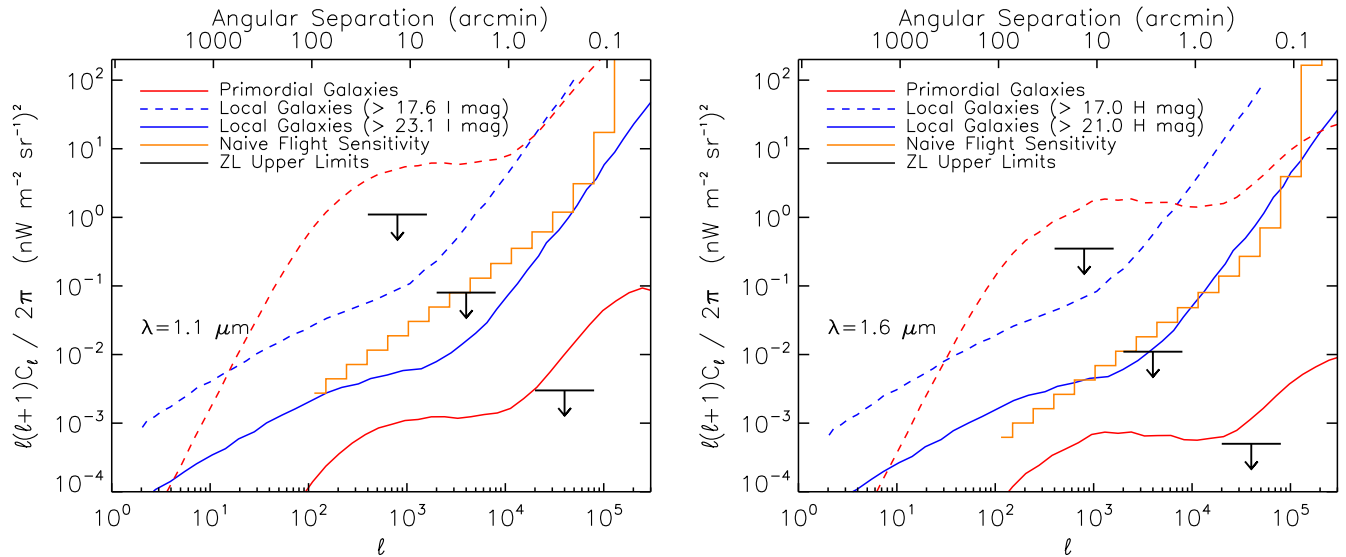 Angular Separation (arcmin)
1000 100 10 1.0 0.1
10² 10¹ 10⁰ 10⁻¹ 10⁻² 10⁻³ 10⁻⁴
ℓ(ℓ+1)Cℓ / 2π (nW m⁻² sr⁻¹)²
Primordial Galaxies
Local Galaxies (> 17.6 I mag)
Local Galaxies (> 23.1 I mag)
Naive Flight Sensitivity
ZL Upper Limits
λ=1.1 μm
10⁰ 10¹ 10² 10³ 10⁴ 10⁵
ℓ
Angular Separation (arcmin)
1000 100 10 1.0 0.1
10² 10¹ 10⁰ 10⁻¹ 10⁻² 10⁻³ 10⁻⁴
ℓ(ℓ+1)Cℓ / 2π (nW m⁻² sr⁻¹)²
Primordial Galaxies
Local Galaxies (> 17.0 H mag)
Local Galaxies (> 21.0 H mag)
Naive Flight Sensitivity
ZL Upper Limits
λ=1.6 μm
10⁰ 10¹ 10² 10³ 10⁴ 10⁵
ℓ